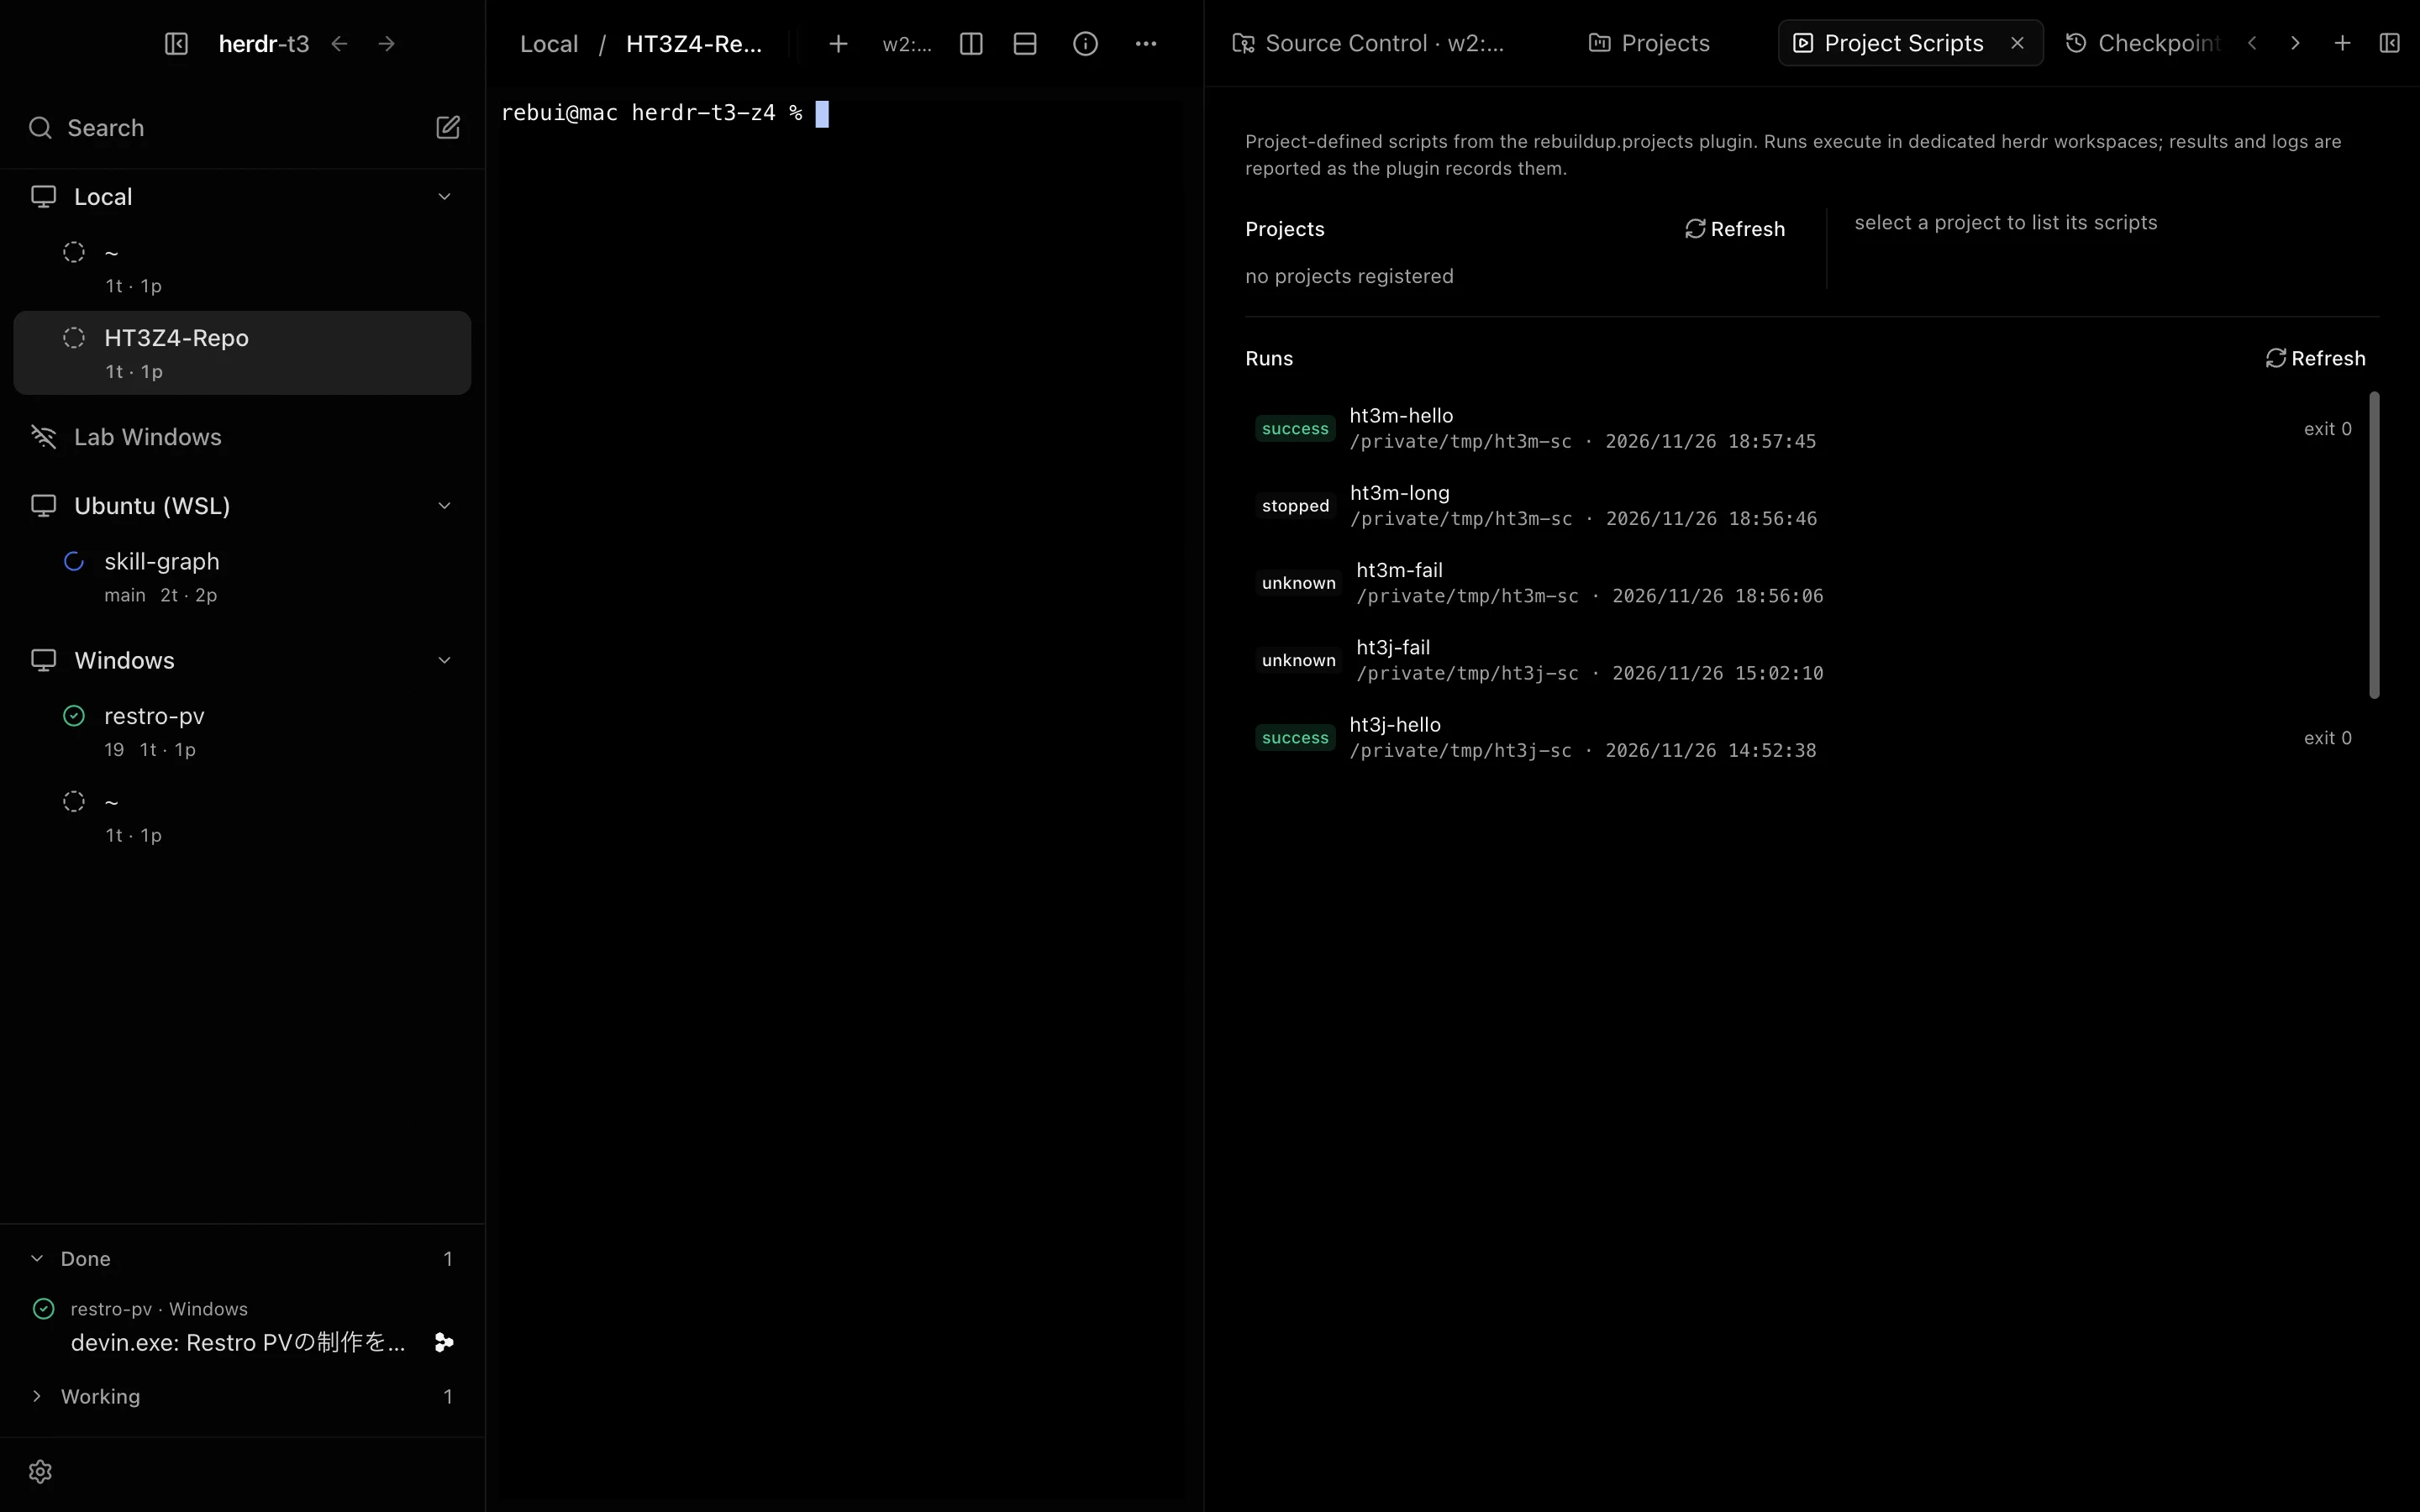 herdr-t3
Search
Local
~
1t · 1p
HT3Z4-Repo
1t · 1p
Lab Windows
Ubuntu (WSL)
skill-graph
main 2t · 2p
Windows
restro-pv
19 1t · 1p
~
1t · 1p
Done 1
restro-pv · Windows
devin.exe: Restro PVの制作を...
Working 1
Local / HT3Z4-Re... w2:...
rebui@mac herdr-t3-z4 %
Source Control · w2:... Projects Project Scripts Checkpoint
Project-defined scripts from the rebuildup.projects plugin. Runs execute in dedicated herdr workspaces; results and logs are
reported as the plugin records them.
Projects Refresh
no projects registered
select a project to list its scripts
Runs Refresh
success ht3m-hello exit 0
/private/tmp/ht3m-sc · 2026/11/26 18:57:45
stopped ht3m-long
/private/tmp/ht3m-sc · 2026/11/26 18:56:46
unknown ht3m-fail
/private/tmp/ht3m-sc · 2026/11/26 18:56:06
unknown ht3j-fail
/private/tmp/ht3j-sc · 2026/11/26 15:02:10
success ht3j-hello exit 0
/private/tmp/ht3j-sc · 2026/11/26 14:52:38